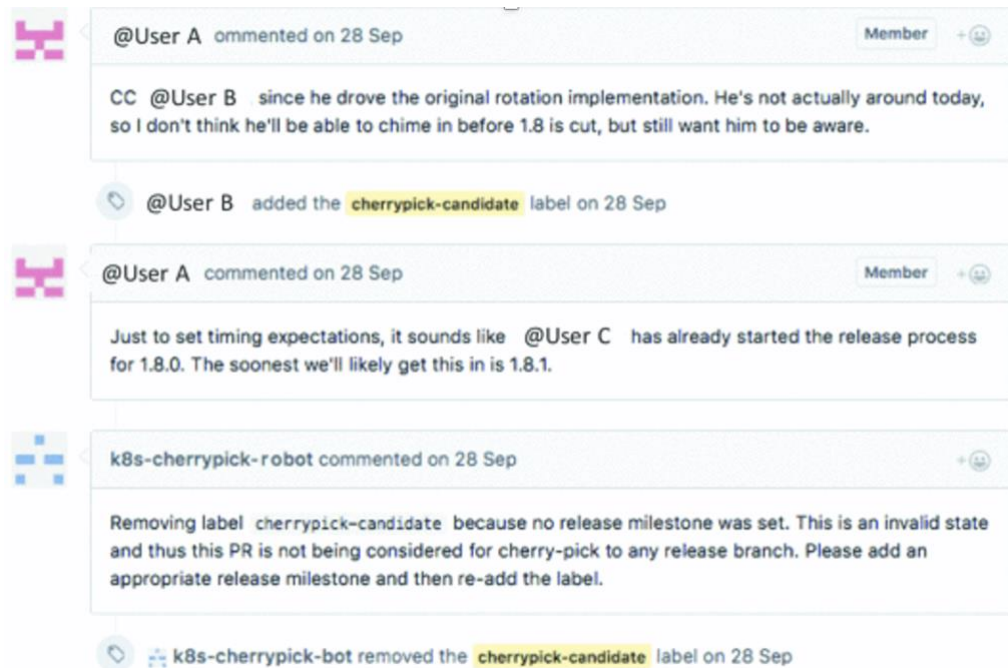 @User A ommented on 28 Sep
Member
CC @User B since he drove the original rotation implementation. He's not actually around today,
so I don't think he'll be able to chime in before 1.8 is cut, but still want him to be aware.
@User B added the cherrypick-candidate label on 28 Sep
@User A commented on 28 Sep
Member
Just to set timing expectations, it sounds like @User C has already started the release process
for 1.8.0. The soonest we'll likely get this in is 1.8.1.
k8s-cherrypick-robot commented on 28 Sep
Removing label cherrypick-candidate because no release milestone was set. This is an invalid state
and thus this PR is not being considered for cherry-pick to any release branch. Please add an
appropriate release milestone and then re-add the label.
k8s-cherrypick-bot removed the cherrypick-candidate label on 28 Sep